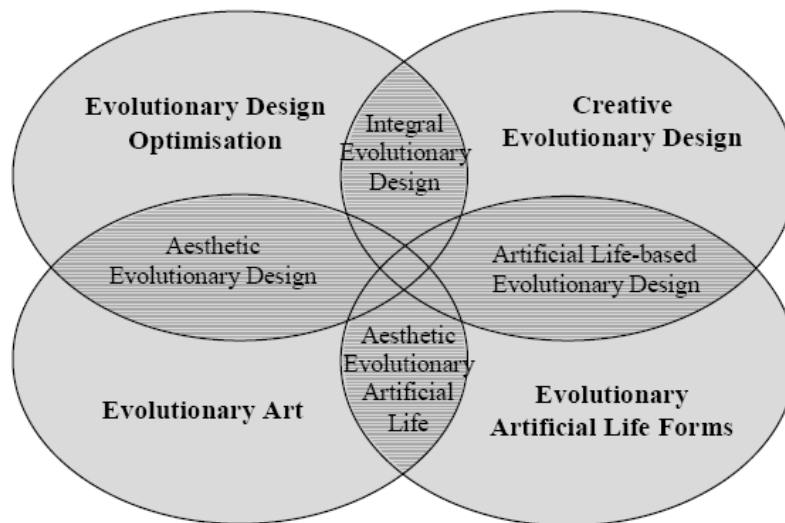 Evolutionary Design
Optimisation
Creative
Evolutionary Design
Integral
Evolutionary
Design
Aesthetic
Evolutionary Design
Artificial Life-based
Evolutionary Design
Aesthetic
Evolutionary
Artificial
Life
Evolutionary Art
Evolutionary
Artificial Life Forms